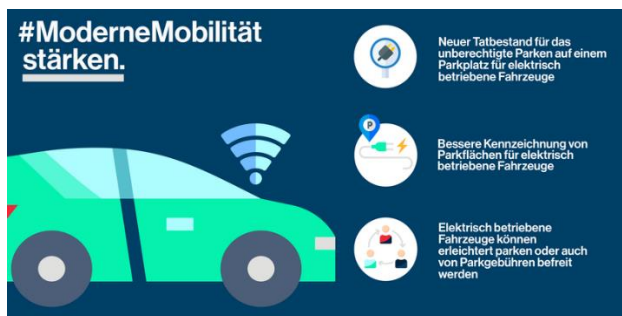 #ModerneMobilität
stärken.
Neuer Tatbestand für das
unberechtigte Parken auf einem
Parkplatz für elektrisch
betriebene Fahrzeuge
P
Bessere Kennzeichnung von
Parkflächen für elektrisch
betriebene Fahrzeuge
Elektrisch betriebene
Fahrzeuge können
erleichtert parken oder auch
von Parkgebühren befreit
werden